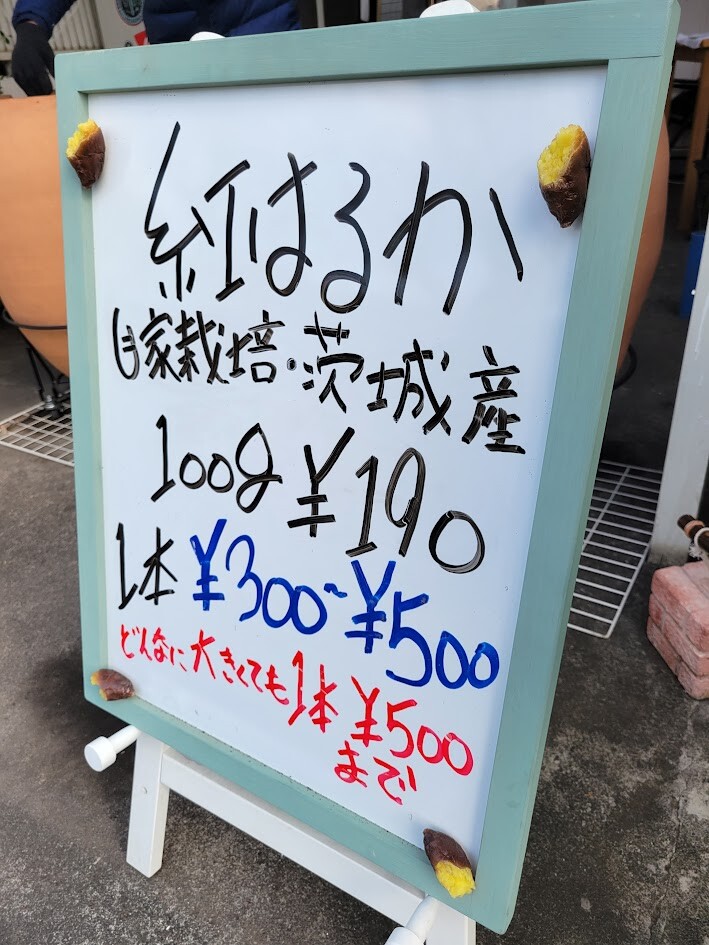 紅はるか
自家栽培・茨城産
100g ¥190
1本 ¥300~¥500
どんなに大きくても1本 ¥500
まで